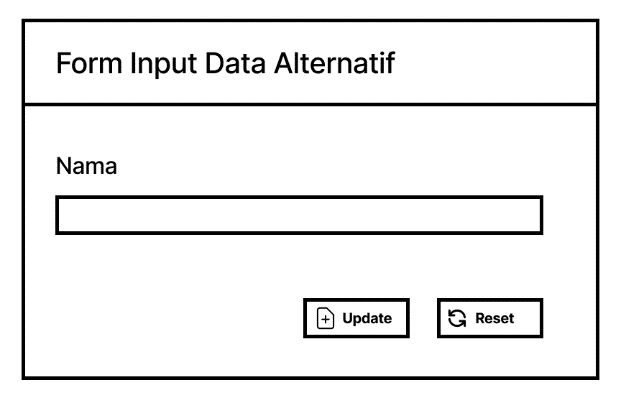 Form Input Data Alternatif
Nama
Update Reset